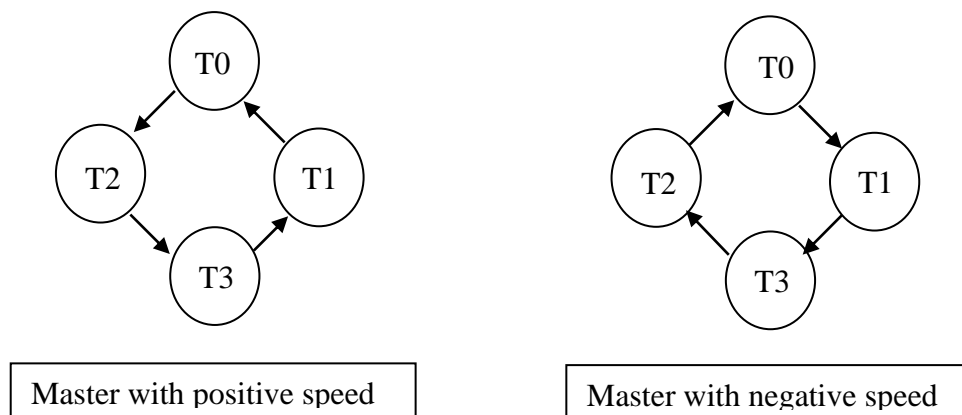 T0
T2
T1
T3
Master with positive speed
T0
T2
T1
T3
Master with negative speed